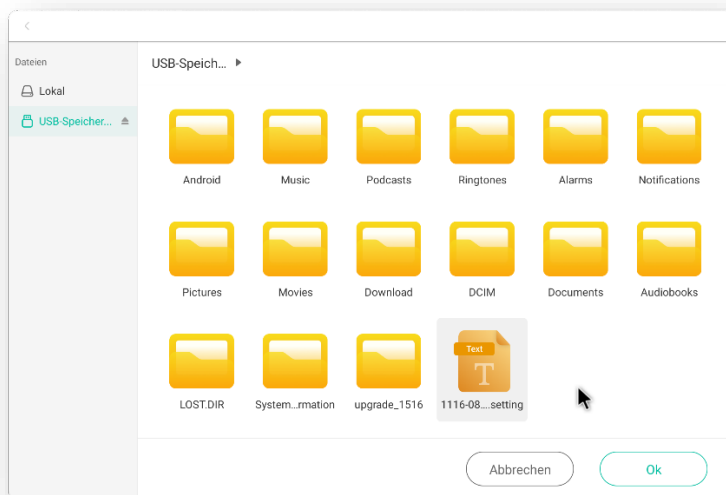 Dateien
Lokal
USB-Speicher...
USB-Speich...
Android
Music
Podcasts
Ringtones
Alarms
Notifications
Pictures
Movies
Download
DCIM
Documents
Audiobooks
LOST.DIR
System...rmation
upgrade_1516
Text
T
1116-08....setting
Abbrechen
Ok